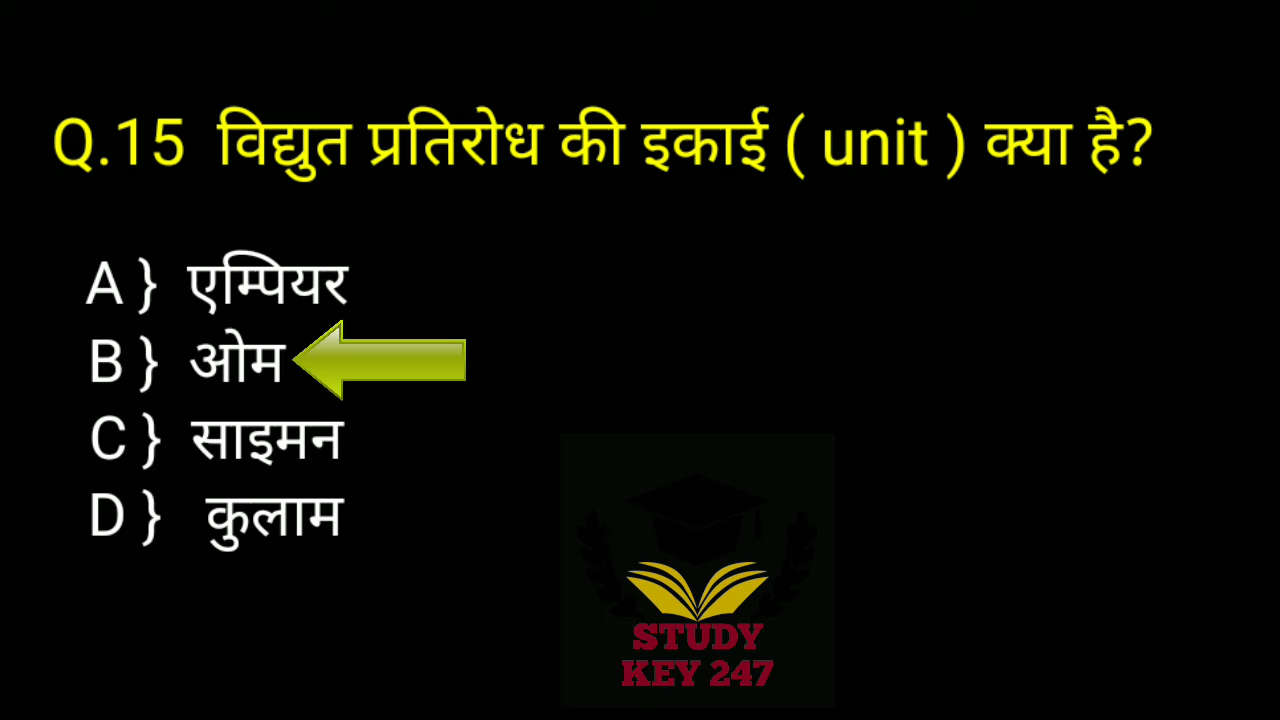 Q.15 विद्युत प्रतिरोध की इकाई ( unit ) क्या है?
A } एम्पियर
B } ओम
C } साइमन
D } कुलाम
STUDY
KEY 247